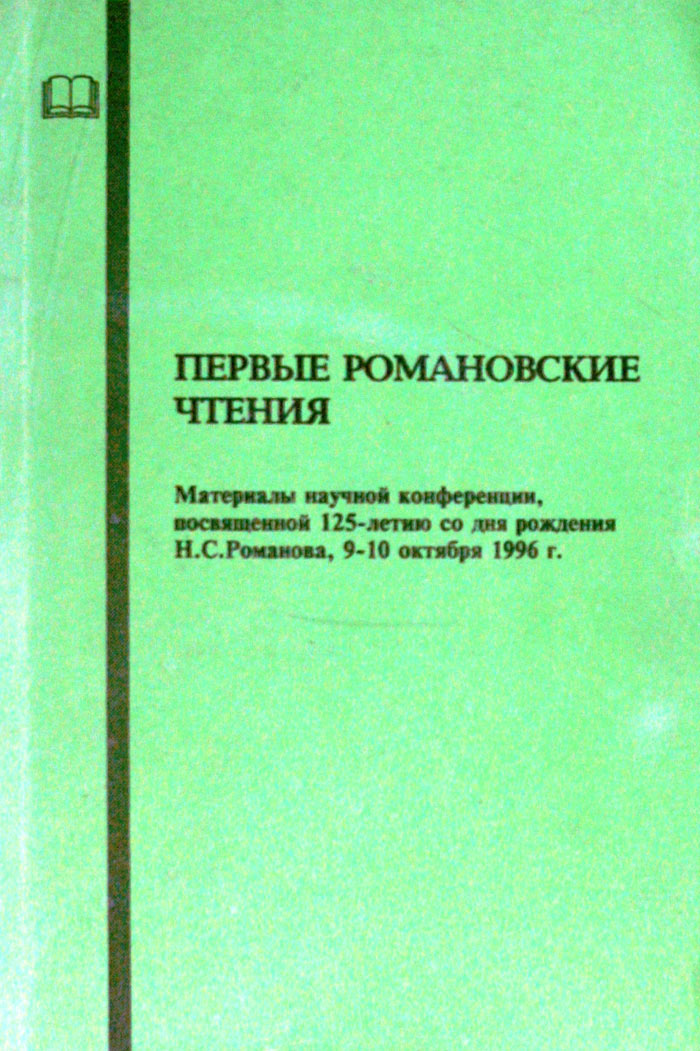 ПЕРВЫЕ РОМАНОВСКИЕ
ЧТЕНИЯ
Материалы научной конференции,
посвященной 125-летию со дня рождения
Н.С.Романова, 9-10 октября 1996 г.